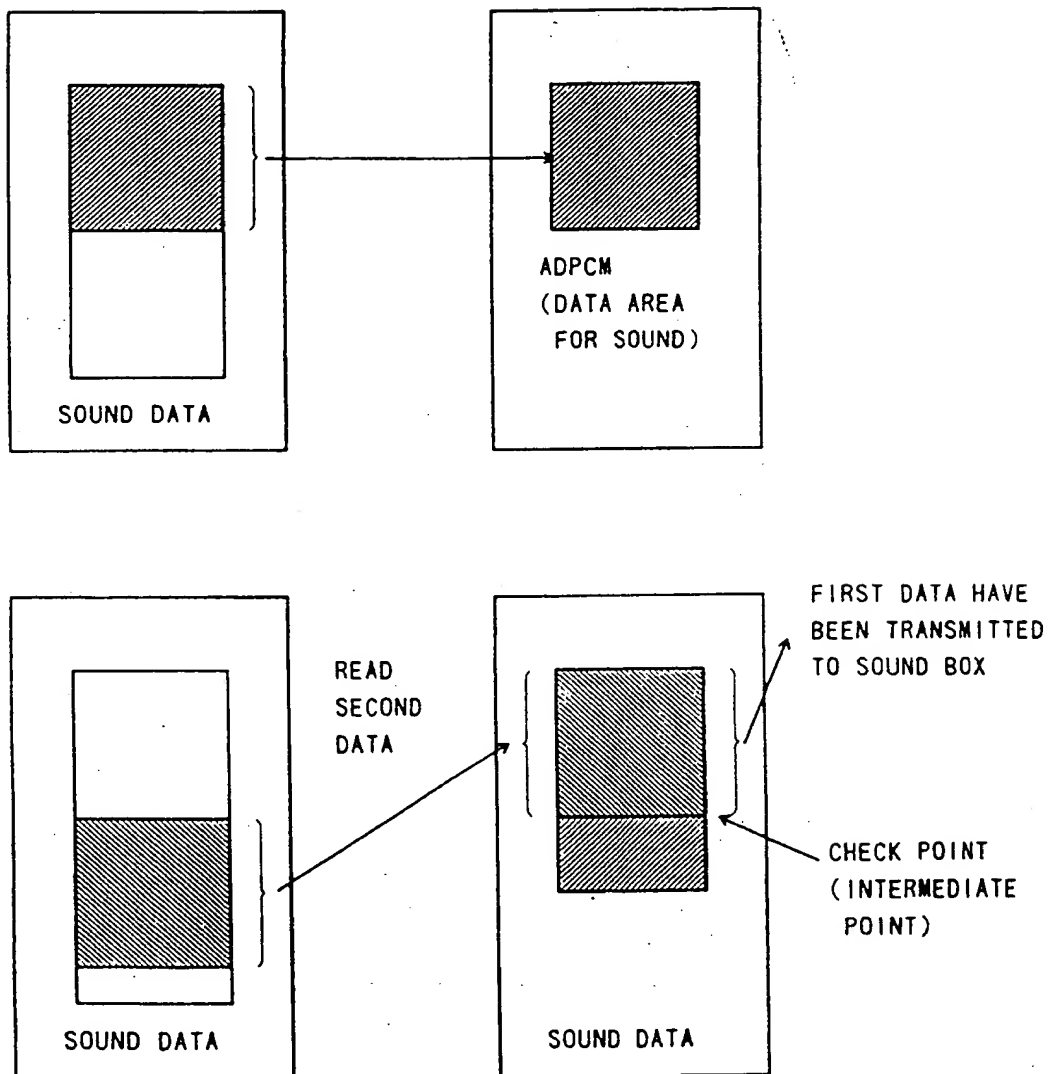 SOUND DATA
ADPCM
(DATA AREA
FOR SOUND)
READ
SECOND
DATA
FIRST DATA HAVE
BEEN TRANSMITTED
TO SOUND BOX
CHECK POINT
(INTERMEDIATE
POINT)
SOUND DATA
SOUND DATA